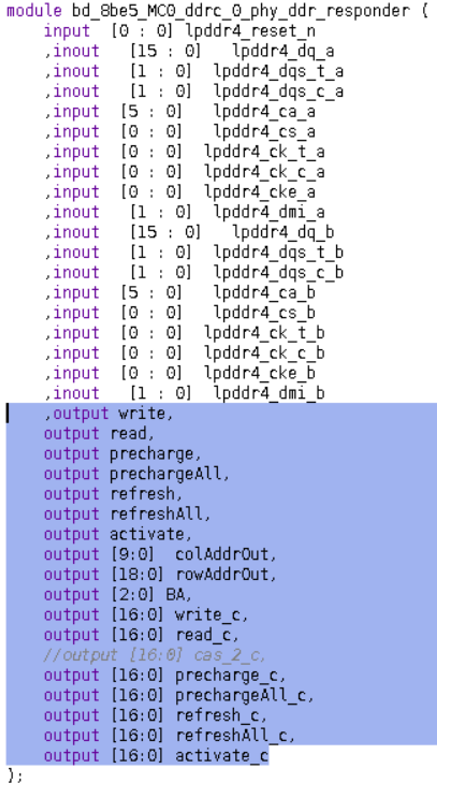 module bd_8be5_MC0_ddrc_0_phy_ddr_responder (
input [0 : 0] lpddr4_reset_n
,inout [15 : 0] lpddr4_dq_a
,inout [1 : 0] lpddr4_dqs_t_a
,inout [1 : 0] lpddr4_dqs_c_a
,input [5 : 0] lpddr4_ca_a
,input [0 : 0] lpddr4_cs_a
,input [0 : 0] lpddr4_ck_t_a
,input [0 : 0] lpddr4_ck_c_a
,input [0 : 0] lpddr4_cke_a
,inout [1 : 0] lpddr4_dmi_a
,inout [15 : 0] lpddr4_dq_b
,inout [1 : 0] lpddr4_dqs_t_b
,inout [1 : 0] lpddr4_dqs_c_b
,input [5 : 0] lpddr4_ca_b
,input [0 : 0] lpddr4_cs_b
,input [0 : 0] lpddr4_ck_t_b
,input [0 : 0] lpddr4_ck_c_b
,input [0 : 0] lpddr4_cke_b
,inout [1 : 0] lpddr4_dmi_b
,output write,
output read,
output precharge,
output prechargeAll,
output refresh,
output refreshAll,
output activate,
output [9:0] colAddrOut,
output [18:0] rowAddrOut,
output [2:0] BA,
output [16:0] write_c,
output [16:0] read_c,
//output [16:0] cas_2_c,
output [16:0] precharge_c,
output [16:0] prechargeAll_c,
output [16:0] refresh_c,
output [16:0] refreshAll_c,
output [16:0] activate_c
);